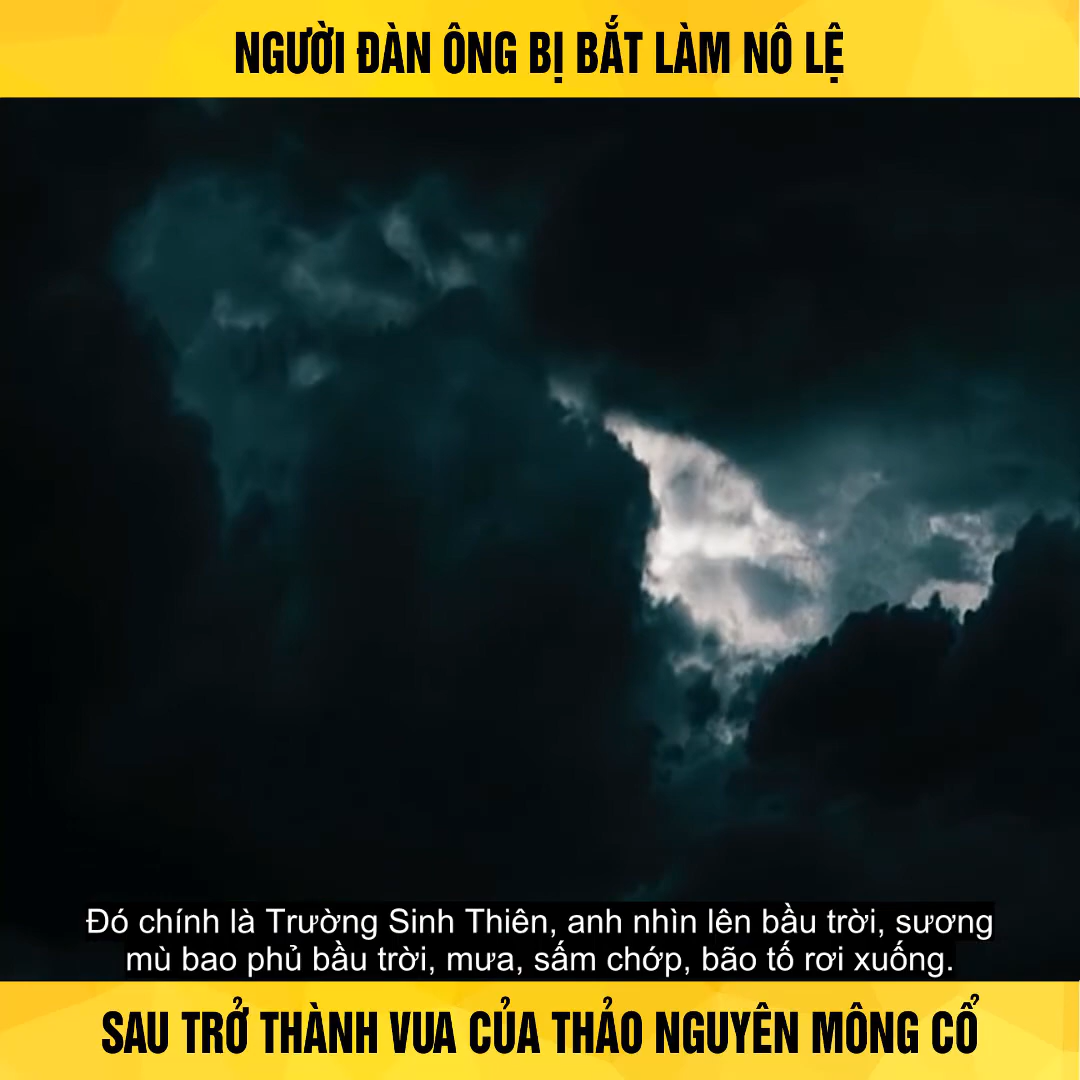 NGƯỜI ĐÀN ÔNG BỊ BẮT LÀM NÔ LỆ
Đó chính là Trường Sinh Thiên, anh nhìn lên bầu trời, sương
mù bao phủ bầu trời, mưa, sấm chớp, bão tố rơi xuống.
SAU TRỞ THÀNH VUA CỦA THẢO NGUYÊN MÔNG CỔ